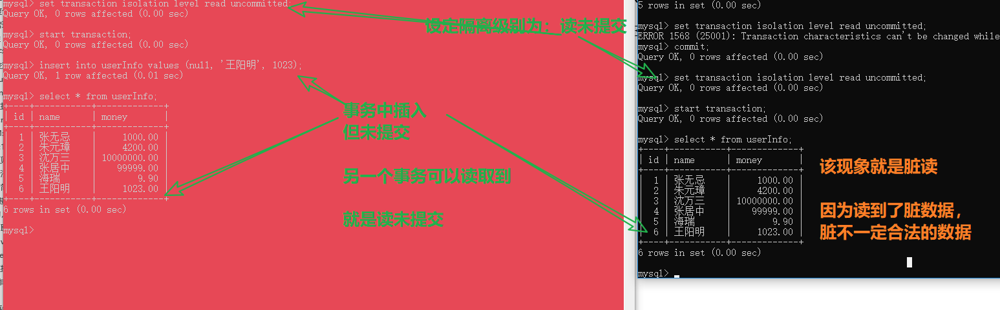 mysql> set transaction isolation level read uncommitted;
Query OK, 0 rows affected (0.00 sec)
mysql> start transaction;
Query OK, 0 rows affected (0.00 sec)
mysql> insert into userInfo values (null, '王阳明', 1023);
Query OK, 1 row affected (0.01 sec)
mysql> select * from userInfo;
+----+-----------+-------------+
| id | name | money |
+----+-----------+-------------+
| 1 | 张无忌 | 1000.00 |
| 2 | 朱元璋 | 4200.00 |
| 3 | 沈万三 | 10000000.00 |
| 4 | 张居中 | 99999.00 |
| 5 | 海瑞 | 9.90 |
| 6 | 王阳明 | 1023.00 |
+----+-----------+-------------+
6 rows in set (0.00 sec)
mysql>
设定隔离级别为：读未提交
事务中插入
但未提交
另一个事务可以读取到
就是读未提交
5 rows in set (0.00 sec)
mysql> set transaction isolation level read uncommitted;
ERROR 1568 (25001): Transaction characteristics can't be changed while
mysql> commit;
Query OK, 0 rows affected (0.00 sec)
mysql> set transaction isolation level read uncommitted;
Query OK, 0 rows affected (0.00 sec)
mysql> start transaction;
Query OK, 0 rows affected (0.00 sec)
mysql> select * from userInfo;
+----+-----------+-------------+
| id | name | money |
+----+-----------+-------------+
| 1 | 张无忌 | 1000.00 |
| 2 | 朱元璋 | 4200.00 |
| 3 | 沈万三 | 10000000.00 |
| 4 | 张居中 | 99999.00 |
| 5 | 海瑞 | 9.90 |
| 6 | 王阳明 | 1023.00 |
+----+-----------+-------------+
6 rows in set (0.00 sec)
mysql>
该现象就是脏读
因为读到了脏数据，
脏不一定合法的数据